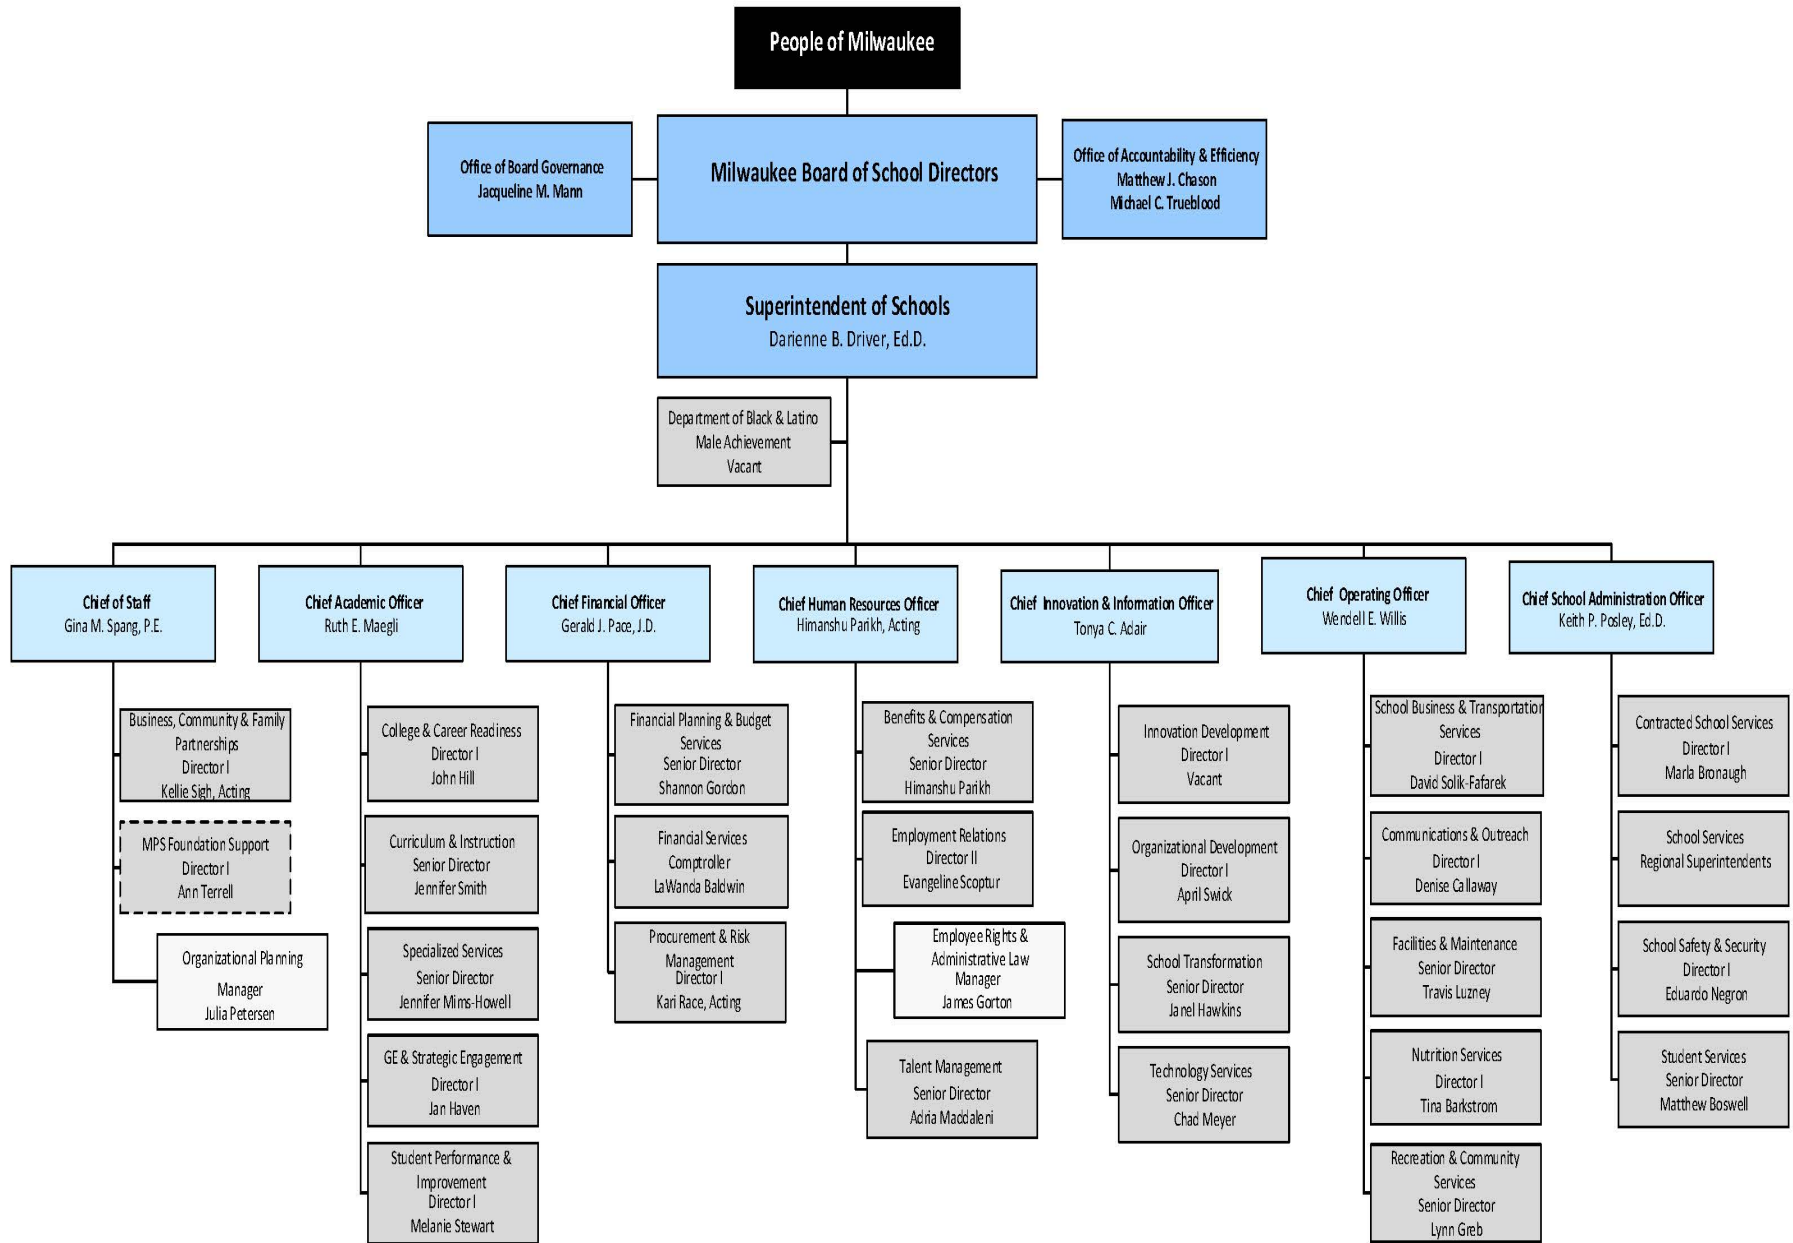 People of Milwaukee
Office of Board Governance
Jacqueline M. Mann
Milwaukee Board of School Directors
Office of Accountability & Efficiency
Matthew J. Chason
Michael C. Trueblood
Superintendent of Schools
Darienne B. Driver, Ed.D.
Department of Black & Latino
Male Achievement
Vacant
Chief of Staff
Gina M. Spang, P.E.
Chief Academic Officer
Ruth E. Maegli
Chief Financial Officer
Gerald J. Pace, J.D.
Chief Human Resources Officer
Himanshu Parikh, Acting
Chief Innovation & Information Officer
Tonya C. Adair
Chief Operating Officer
Wendell E. Willis
Chief School Administration Officer
Keith P. Posley, Ed.D.
Business, Community & Family
Partnerships
Director I
Kellie Sigh, Acting
MPS Foundation Support
Director I
Ann Terrell
Organizational Planning
Manager
Julia Petersen
College & Career Readiness
Director I
John Hill
Curriculum & Instruction
Senior Director
Jennifer Smith
Specialized Services
Senior Director
Jennifer Mims-Howell
GE & Strategic Engagement
Director I
Jan Haven
Student Performance &
Improvement
Director I
Melanie Stewart
Financial Planning & Budget
Services
Senior Director
Shannon Gordon
Financial Services
Comptroller
LaWanda Baldwin
Procurement & Risk
Management
Director I
Kari Race, Acting
Benefits & Compensation
Services
Senior Director
Himanshu Parikh
Employment Relations
Director II
Evangeline Scoptur
Employee Rights &
Administrative Law
Manager
James Gorton
Talent Management
Senior Director
Adria Maddaleni
Innovation Development
Director I
Vacant
Organizational Development
Director I
April Swick
School Transformation
Senior Director
Janel Hawkins
Technology Services
Senior Director
Chad Meyer
School Business & Transportation
Services
Director I
David Solik-Fafarek
Communications & Outreach
Director I
Denise Callaway
Facilities & Maintenance
Senior Director
Travis Luzney
Nutrition Services
Director I
Tina Barkstrom
Recreation & Community
Services
Senior Director
Lynn Greb
Contracted School Services
Director I
Marla Bronaugh
School Services
Regional Superintendents
School Safety & Security
Director I
Eduardo Negron
Student Services
Senior Director
Matthew Boswell